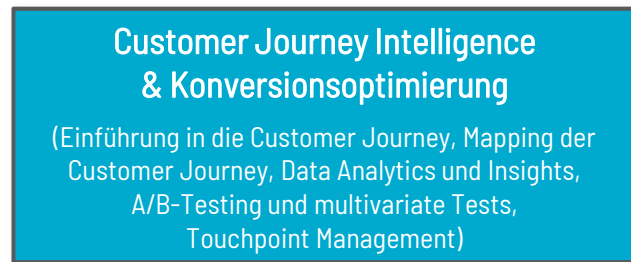 Customer Journey Intelligence
& Konversionsoptimierung
(Einführung in die Customer Journey, Mapping der
Customer Journey, Data Analytics und Insights,
A/B-Testing und multivariate Tests,
Touchpoint Management)